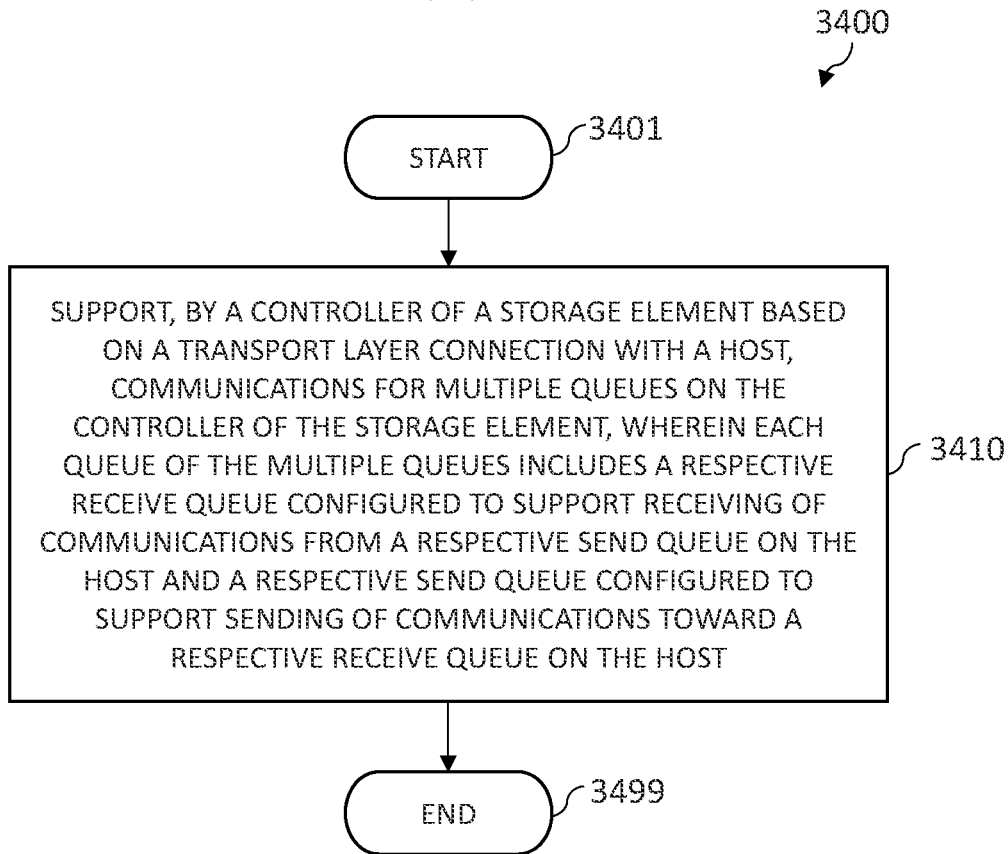 3400
START
3401
SUPPORT, BY A CONTROLLER OF A STORAGE ELEMENT BASED
ON A TRANSPORT LAYER CONNECTION WITH A HOST,
COMMUNICATIONS FOR MULTIPLE QUEUES ON THE
CONTROLLER OF THE STORAGE ELEMENT, WHEREIN EACH
QUEUE OF THE MULTIPLE QUEUES INCLUDES A RESPECTIVE
RECEIVE QUEUE CONFIGURED TO SUPPORT RECEIVING OF
COMMUNICATIONS FROM A RESPECTIVE SEND QUEUE ON THE
HOST AND A RESPECTIVE SEND QUEUE CONFIGURED TO
SUPPORT SENDING OF COMMUNICATIONS TOWARD A
RESPECTIVE RECEIVE QUEUE ON THE HOST
3410
END
3499